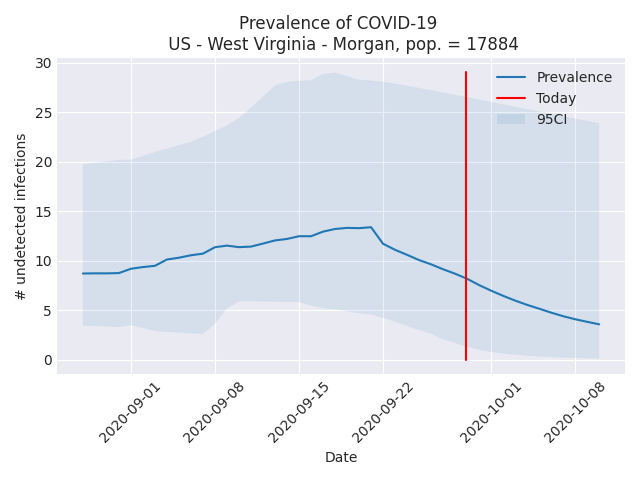 Prevalence of COVID-19
US - West Virginia - Morgan, pop. = 17884
Prevalence
Today
95CI
# undetected infections
30
25
20
15
10
5
0
2020-09-01
2020-09-08
2020-09-15
2020-09-22
2020-10-01
2020-10-08
Date